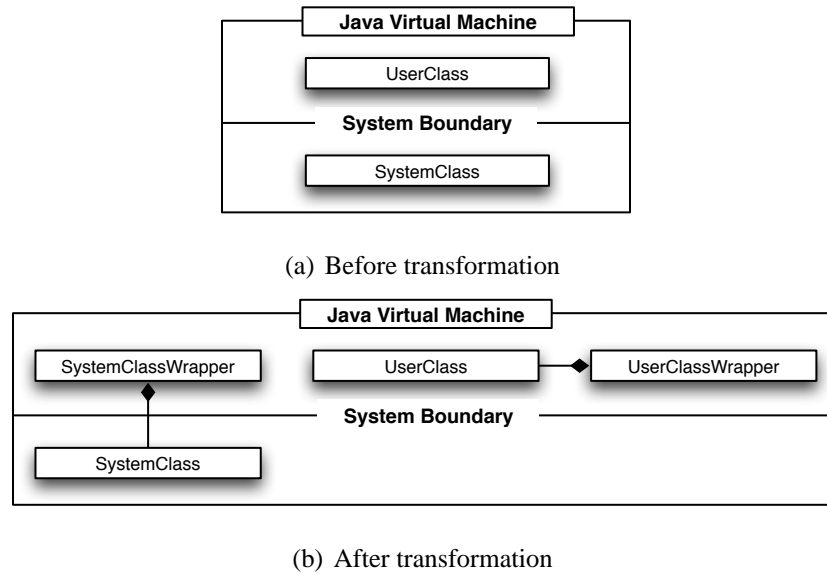 Java Virtual Machine
UserClass
System Boundary
SystemClass
(a) Before transformation
Java Virtual Machine
SystemClassWrapper
UserClass
UserClassWrapper
System Boundary
SystemClass
(b) After transformation